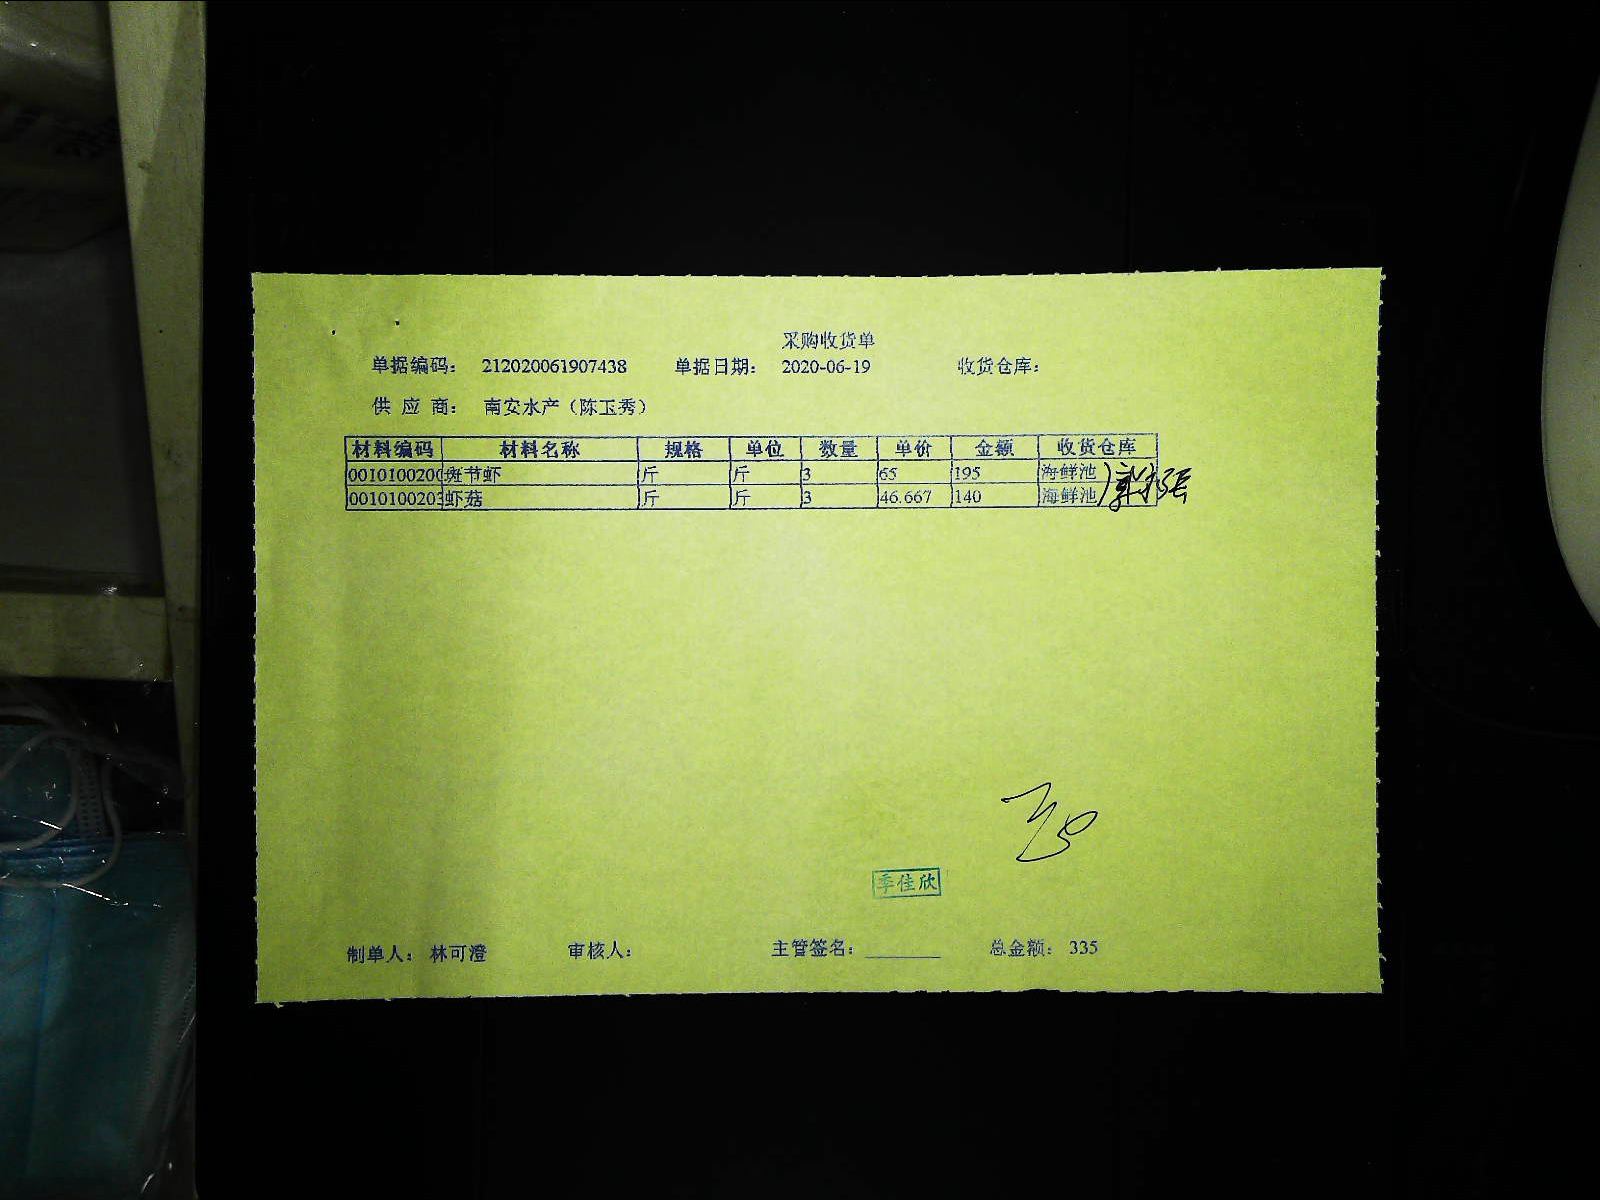 采购收货单
单据编码： 212020061907438 单据日期： 2020-06-19 收货仓库：
供 应 商： 南安水产（陈玉秀）
材料编码 材料名称 规格 单位 数量 单价 金额 收货仓库
0010100200 斑节虾 斤 斤 3 65 195 海鲜池
0010100203 虾菇 斤 斤 3 46.667 140 海鲜池
季佳欣
制单人： 林可澄 审核人： 主管签名： ________ 总金额： 335